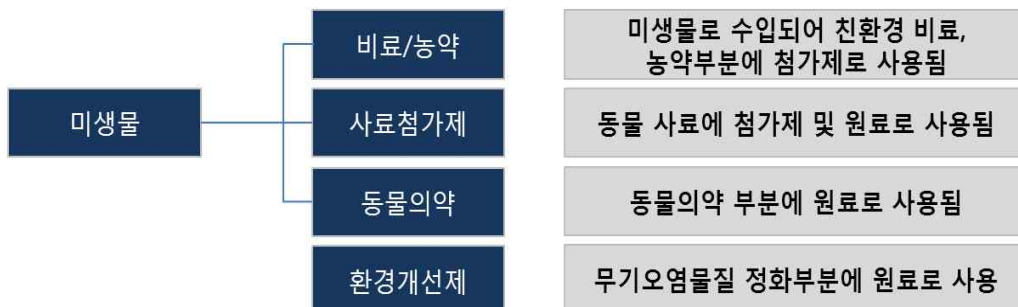 미생물
비료/농약
미생물로 수입되어 친환경 비료,
농약부분에 첨가제로 사용됨
사료첨가제
동물 사료에 첨가제 및 원료로 사용됨
동물의약
동물의약 부분에 원료로 사용됨
환경개선제
무기오염물질 정화부분에 원료로 사용